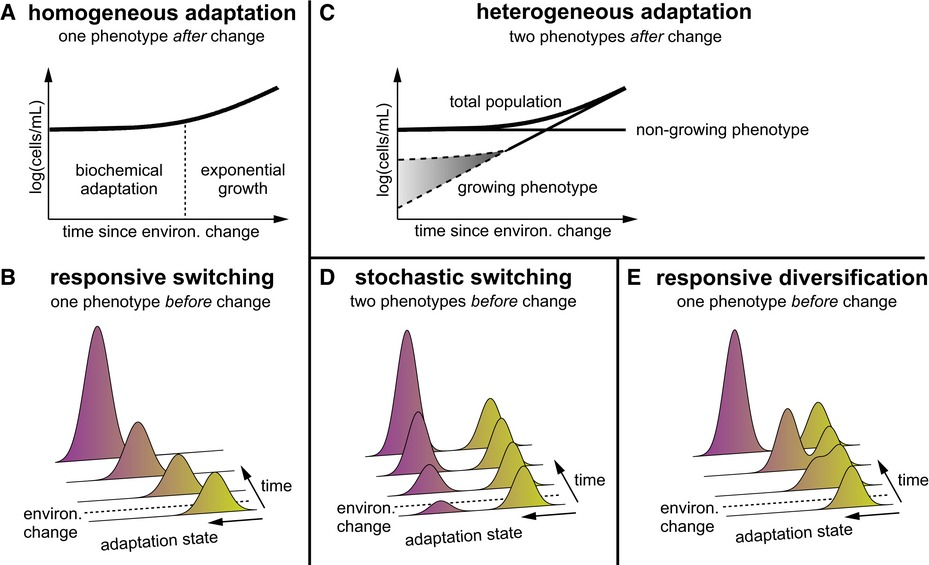 A homogeneous adaptation
one phenotype after change
log(cells/mL)
biochemical
adaptation
exponential
growth
time since environ. change
B responsive switching
one phenotype before change
time
environ.
change
adaptation state
C heterogeneous adaptation
two phenotypes after change
log(cells/mL)
total population
non-growing phenotype
growing phenotype
time since environ. change
D stochastic switching
two phenotypes before change
time
environ.
change
adaptation state
E responsive diversification
one phenotype before change
time
environ.
change
adaptation state